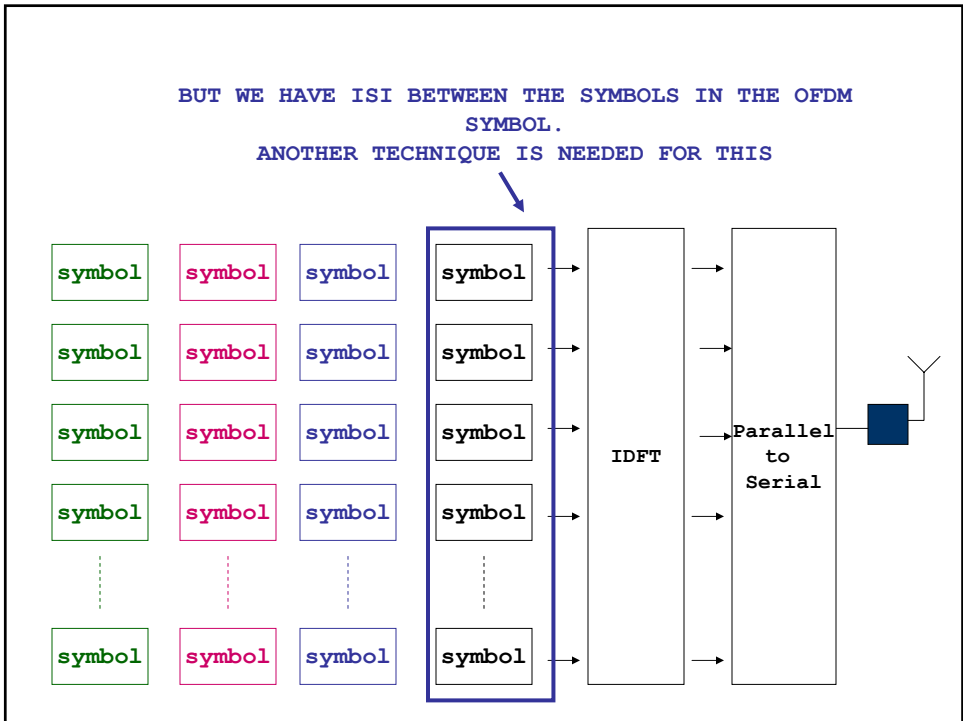 BUT WE HAVE ISI BETWEEN THE SYMBOLS IN THE OFDM
SYMBOL.
ANOTHER TECHNIQUE IS NEEDED FOR THIS
symbol symbol symbol symbol
symbol symbol symbol symbol
symbol symbol symbol symbol
symbol symbol symbol symbol
symbol symbol symbol symbol
IDFT
Parallel
to
Serial